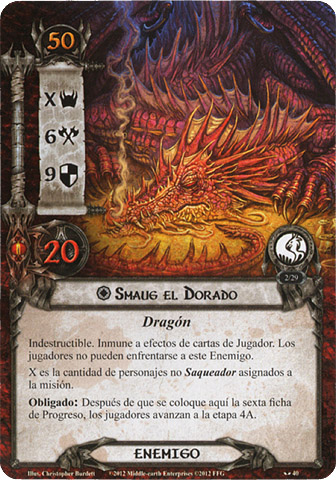 50
X
6
9
20
2/29
Smaug el Dorado
Dragón
Indestructible. Inmune a efectos de cartas de Jugador. Los
jugadores no pueden enfrentarse a este Enemigo.
X es la cantidad de personajes no Saqueador asignados a
la misión.
Obligado: Después de que se coloque aquí la sexta ficha
de Progreso, los jugadores avanzan a la etapa 4A.
ENEMIGO
Illus. Christopher Burdett
©2012 Middle-earth Enterprises ©2012 FFG
40